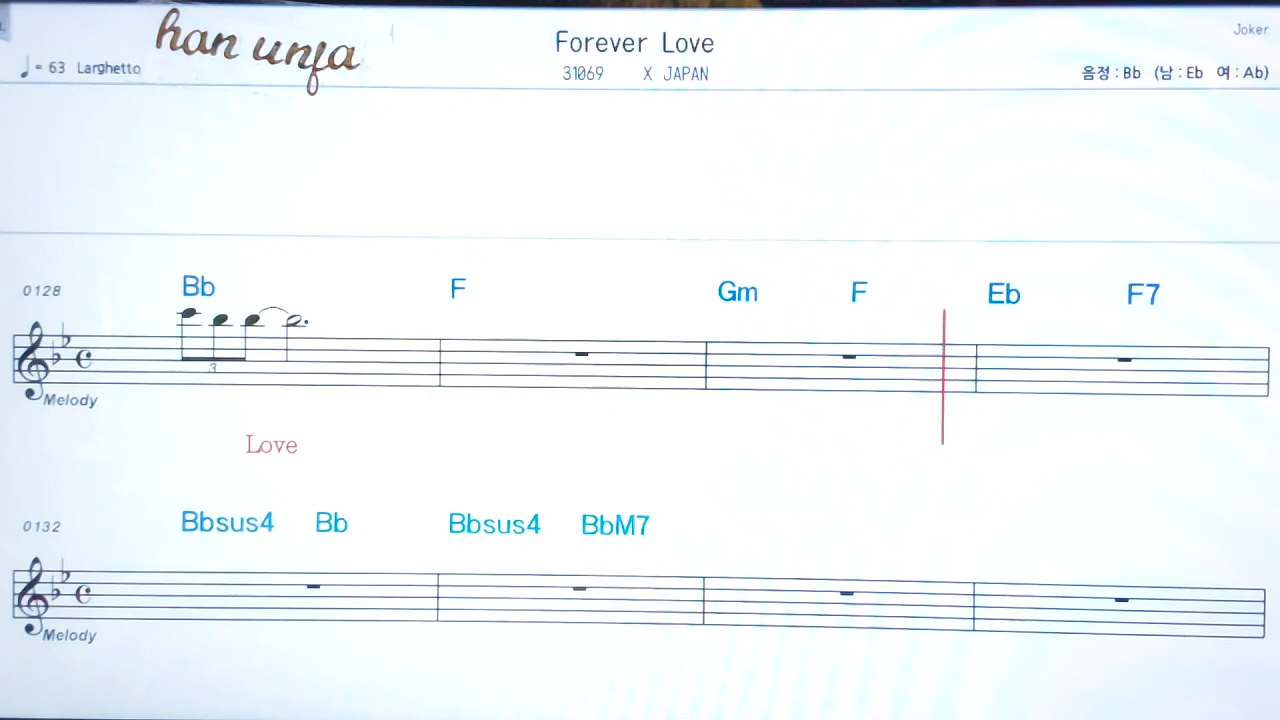 han unfa
Forever Love
Joker
♩= 63 Larghetto
31069 X JAPAN
음정 : Bb (남 : Eb 여 : Ab)
0128
Bb F Gm F Eb F7
3
Melody
Love
0132
Bbsus4 Bb Bbsus4 BbM7
Melody